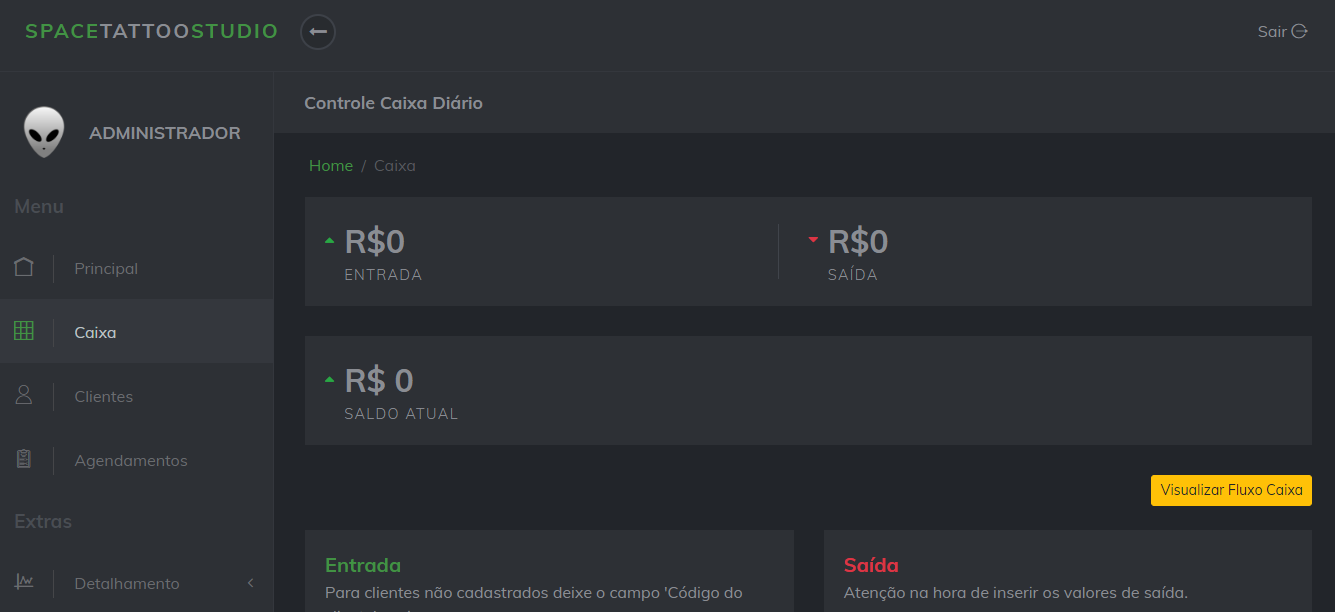 SPACETATTOOSTUDIO
Sair
ADMINISTRADOR
Menu
Principal
Caixa
Clientes
Agendamentos
Extras
Detalhamento
Controle Caixa Diário
Home / Caixa
R$0
ENTRADA
R$0
SAÍDA
R$ 0
SALDO ATUAL
Visualizar Fluxo Caixa
Entrada
Para clientes não cadastrados deixe o campo 'Código do
Saída
Atenção na hora de inserir os valores de saída.